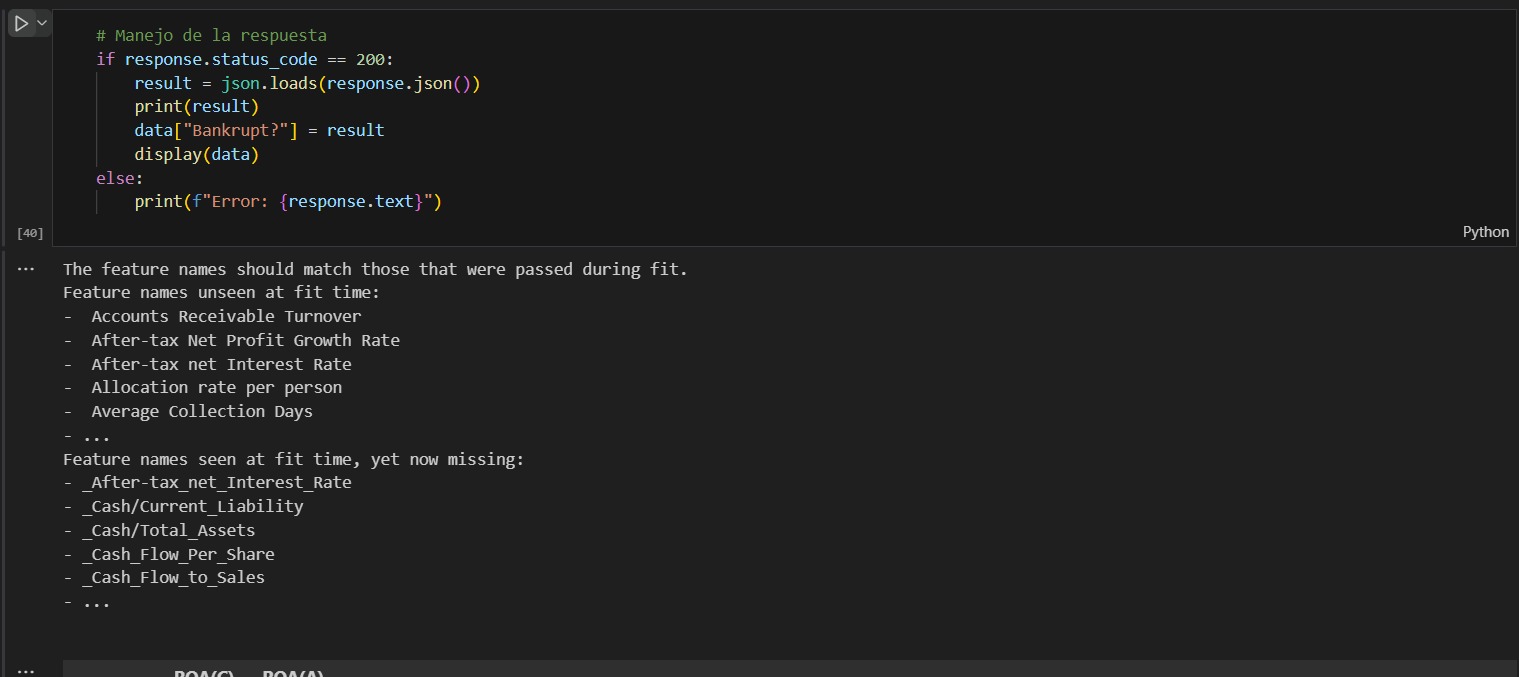 # Manejo de la respuesta
if response.status_code == 200:
    result = json.loads(response.json())
    print(result)
    data["Bankrupt?"] = result
    display(data)
else:
    print(f"Error: {response.text}")
[40]
Python
... The feature names should match those that were passed during fit.
Feature names unseen at fit time:
-  Accounts Receivable Turnover
-  After-tax Net Profit Growth Rate
-  After-tax net Interest Rate
-  Allocation rate per person
-  Average Collection Days
- ...
Feature names seen at fit time, yet now missing:
- _After-tax_net_Interest_Rate
- _Cash/Current_Liability
- _Cash/Total_Assets
- _Cash_Flow_Per_Share
- _Cash_Flow_to_Sales
- ...
... ROA(C) ROA(A)